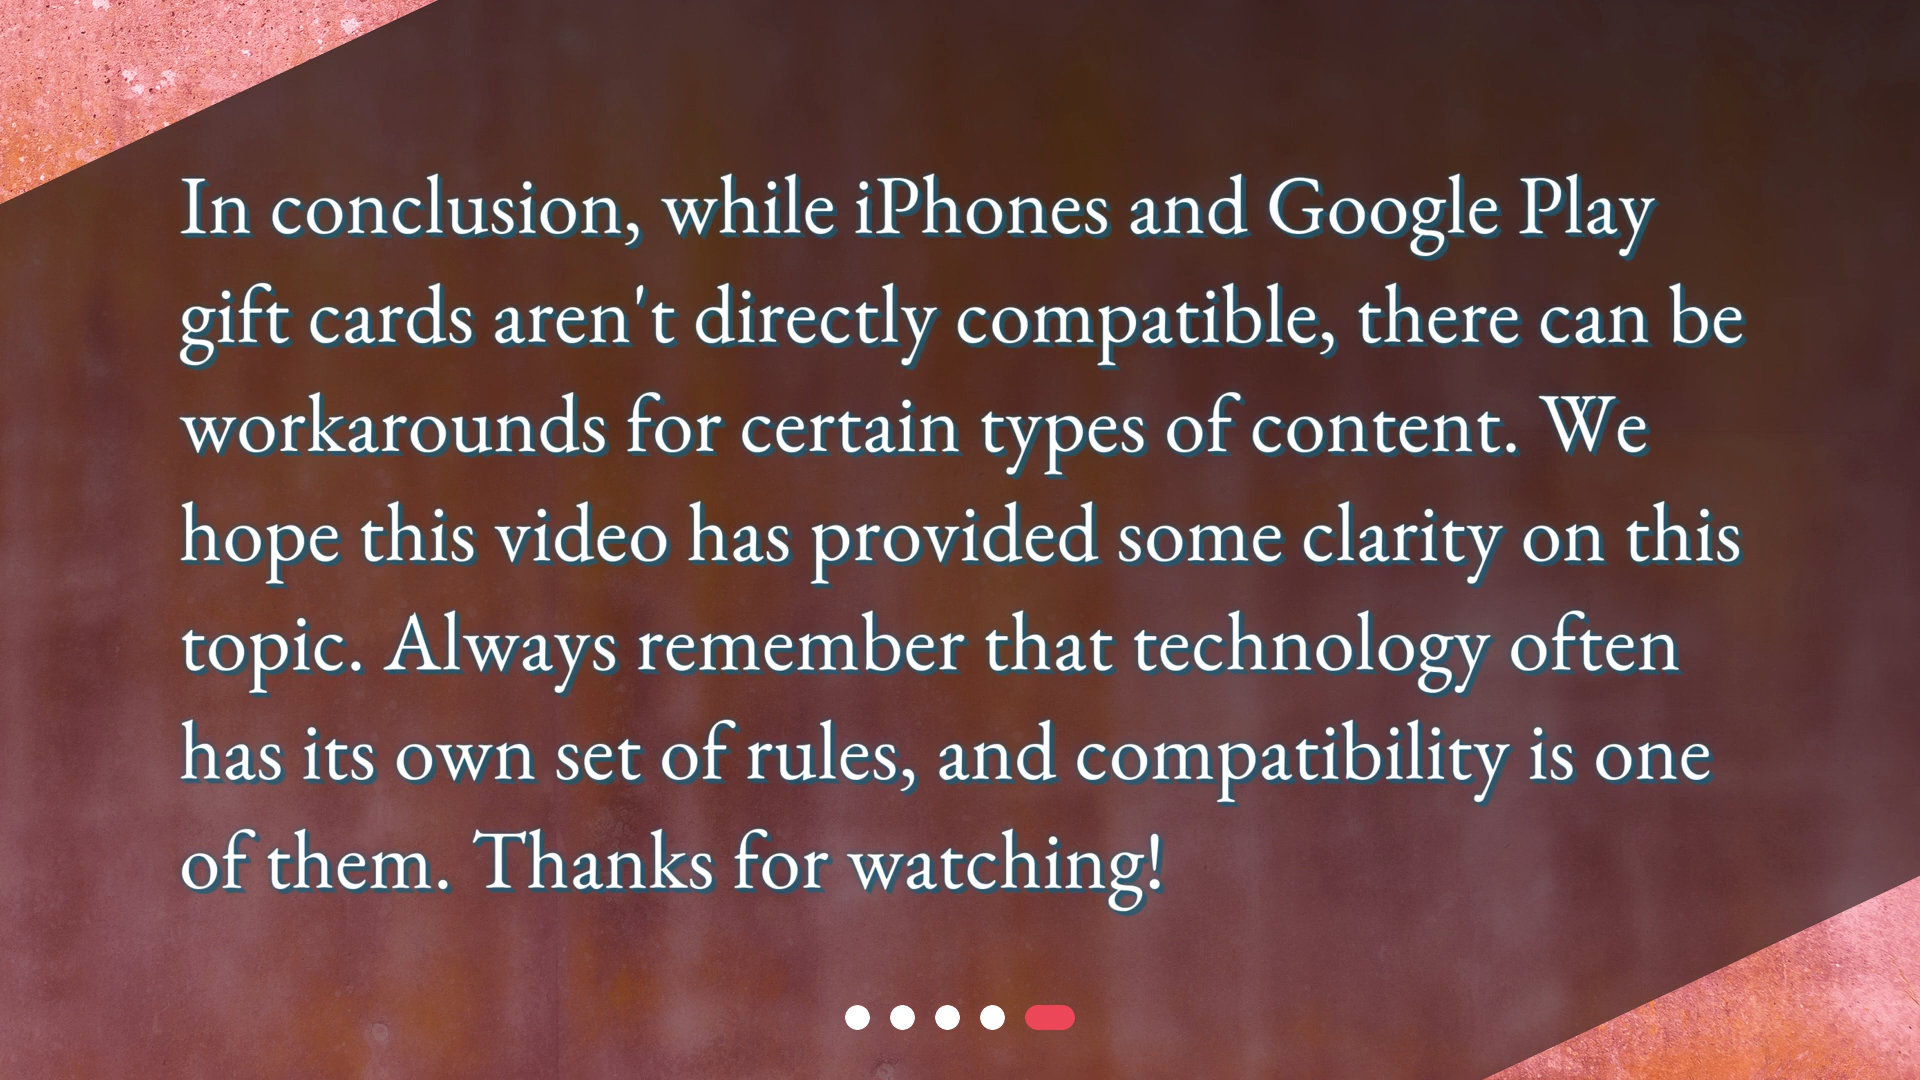 In conclusion, while iPhones and Google Play
gift cards aren't directly compatible, there can be
workarounds for certain types of content. We
hope this video has provided some clarity on this
topic. Always remember that technology often
has its own set of rules, and compatibility is one
of them. Thanks for watching!